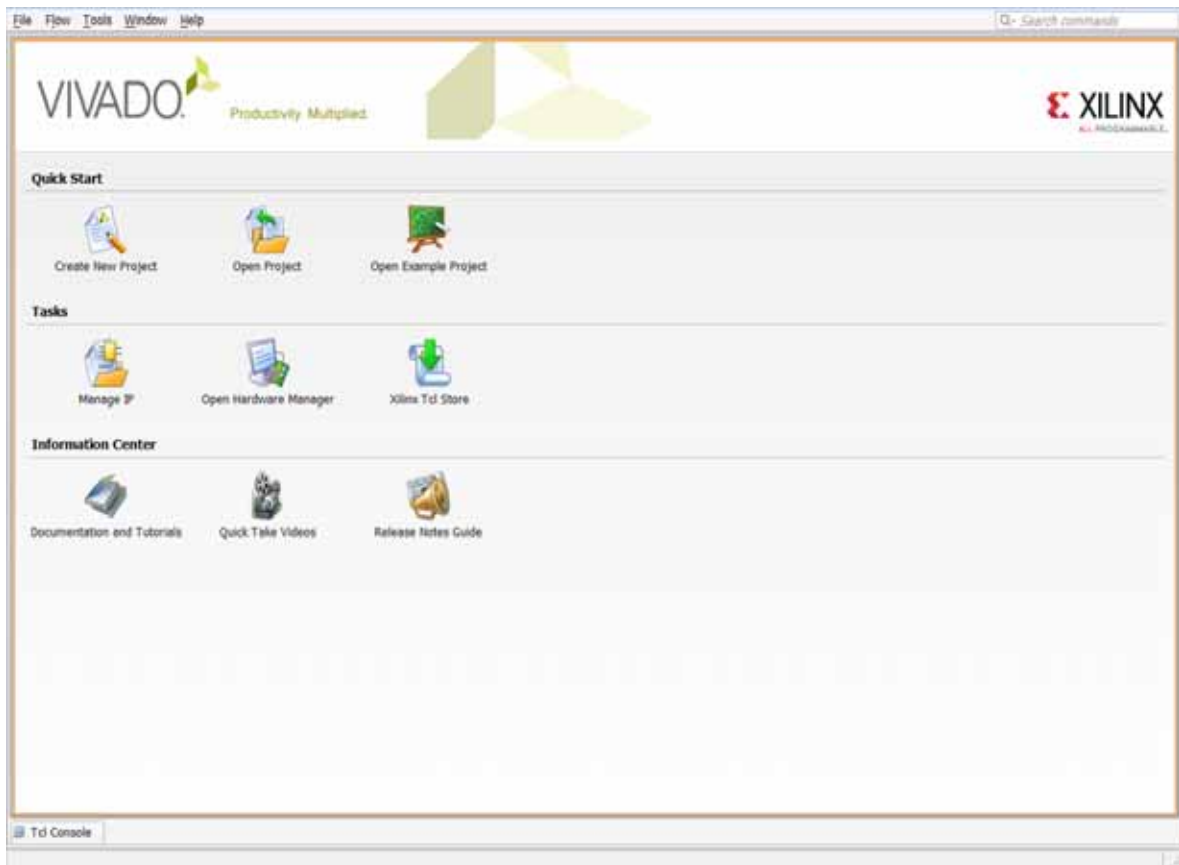 File Flow Tools Window Help
Search commands
VIVADO.
Productivity. Multiplied.
XILINX
ALL PROGRAMMABLE.
Quick Start
Create New Project Open Project Open Example Project
Tasks
Manage IP Open Hardware Manager Xilinx Tcl Store
Information Center
Documentation and Tutorials Quick Take Videos Release Notes Guide
Tcl Console